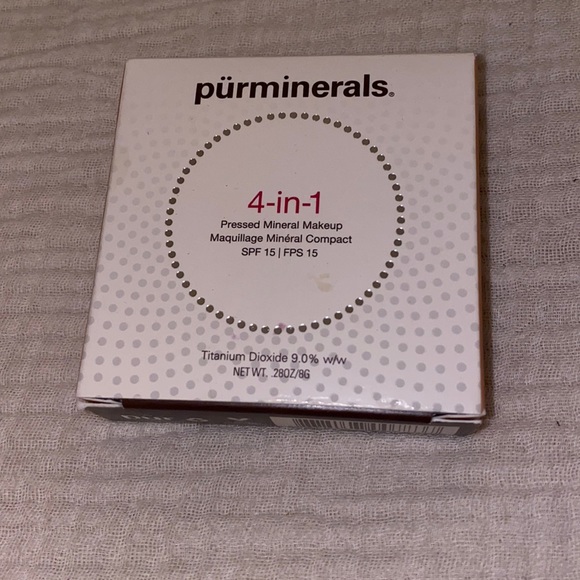 pürminerals®
4-in-1
Pressed Mineral Makeup
Maquillage Minéral Compact
SPF 15 | FPS 15
Titanium Dioxide 9.0% w/w
NET WT. .28OZ/8G